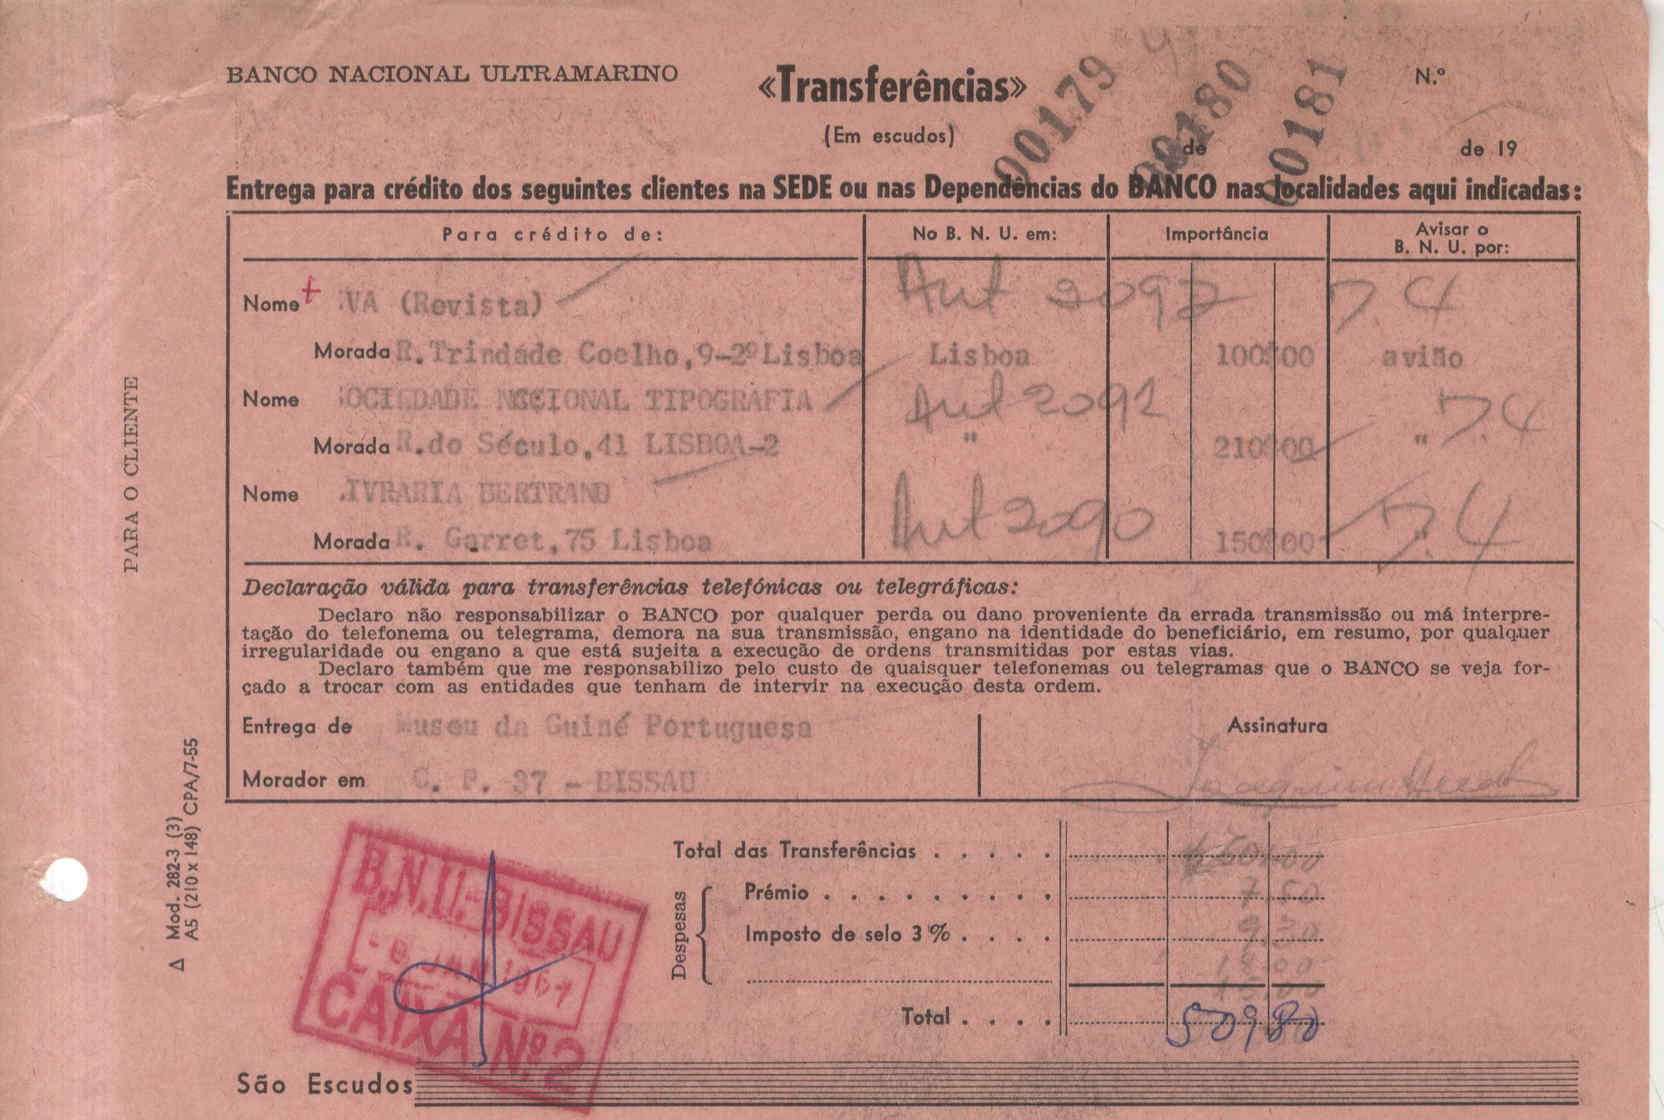 BANCO NACIONAL ULTRAMARINO
«Transferências»
(Em escudos)
00179
00180
00181
N.º
de
de 19
Entrega para crédito dos seguintes clientes na SEDE ou nas Dependências do BANCO nas localidades aqui indicadas:
Para crédito de: No B. N. U. em: Importância Avisar o B. N. U. por:
Nome VA (Revista) Aut 2092 7.4
Morada R. Trindade Coelho, 9-2º Lisboa Lisboa 100$00 avião
Nome SOCIEDADE NACIONAL TIPOGRAFIA Aut 2091 7.4
Morada R. do Século, 41 LISBOA-2 " 210$00 "
Nome LIVRARIA BERTRAND Aut 2090 7.4
Morada R. Garret, 75 Lisboa 150$00
Declaração válida para transferências telefónicas ou telegráficas:
Declaro não responsabilizar o BANCO por qualquer perda ou dano proveniente da errada transmissão ou má interpre-
tação do telefonema ou telegrama, demora na sua transmissão, engano na identidade do beneficiário, em resumo, por qualquer
irregularidade ou engano a que está sujeita a execução de ordens transmitidas por estas vias.
Declaro também que me responsabilizo pelo custo de quaisquer telefonemas ou telegramas que o BANCO se veja for-
çado a trocar com as entidades que tenham de intervir na execução desta ordem.
Entrega de Museu da Guiné Portuguesa
Assinatura
Morador em C. P. 37 - BISSAU
Joaquim
Total das Transferências . . . . .
Despesas
Prémio . . . . . . . . . 7 50
Imposto de selo 3 % . . . . 9 30
Total . . . . 509,80
São Escudos
B.N.U.-BISSAU
CAIXA Nº 2
PARA O CLIENTE
Δ Mod. 282-3 (3)
A5 (210 x 148) CPA/7-55